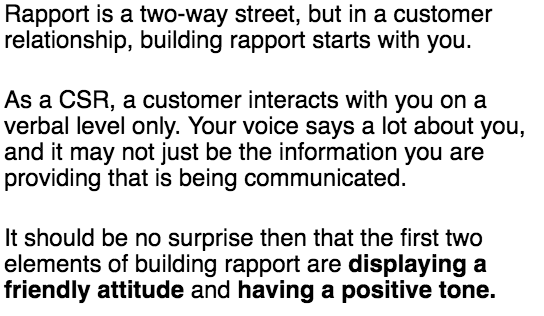 Rapport is a two-way street, but in a customer
relationship, building rapport starts with you.
As a CSR, a customer interacts with you on a
verbal level only. Your voice says a lot about you,
and it may not just be the information you are
providing that is being communicated.
It should be no surprise then that the first two
elements of building rapport are displaying a
friendly attitude and having a positive tone.